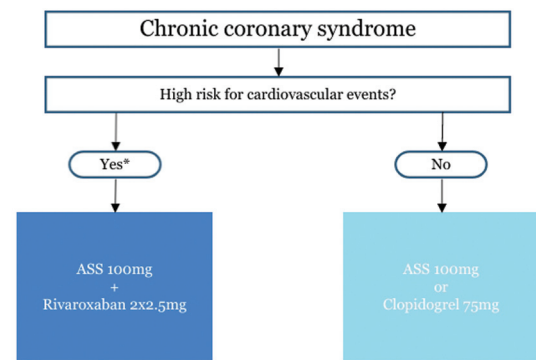 Chronic coronary syndrome
High risk for cardiovascular events?
Yes*
No
ASS 100mg
+
Rivaroxaban 2x2.5mg
ASS 100mg
or
Clopidogrel 75mg